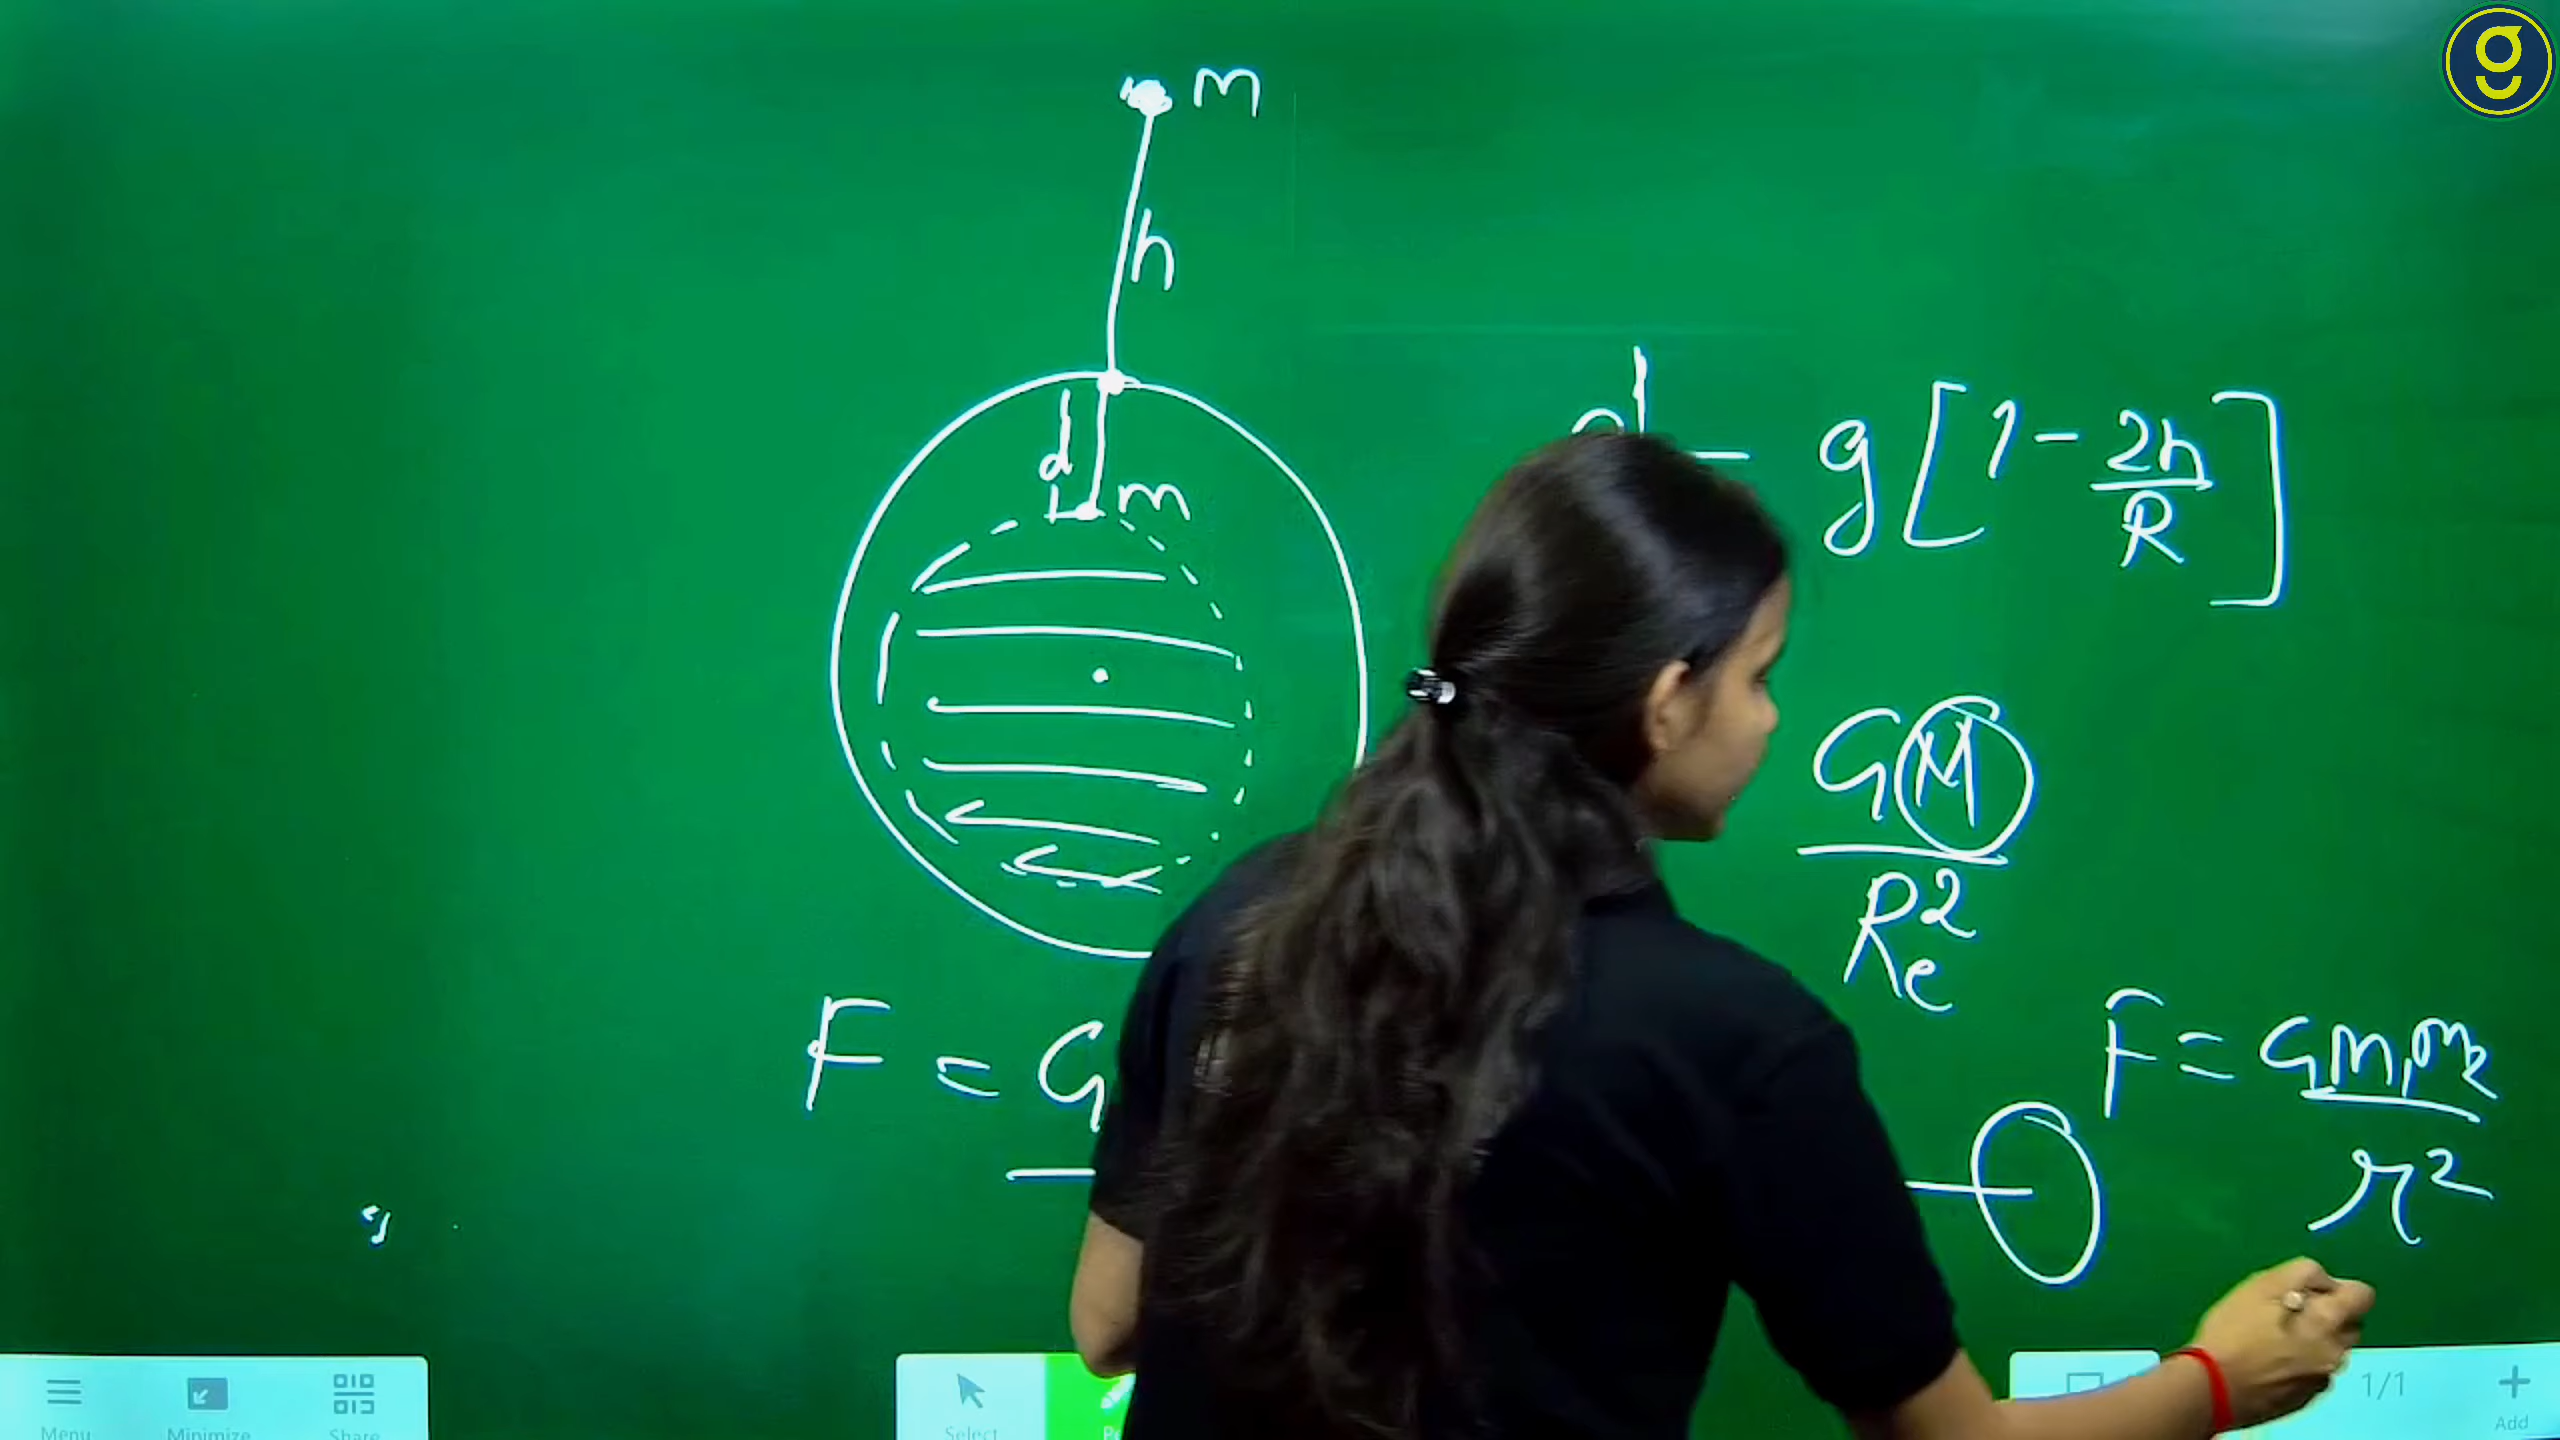 m
h
d
m
g' = g[1 - 2h/R]
GM
Re²
F = G
F = Gm₁m₂
r²
Menu
Minimize
Share
Select
1/1
Add